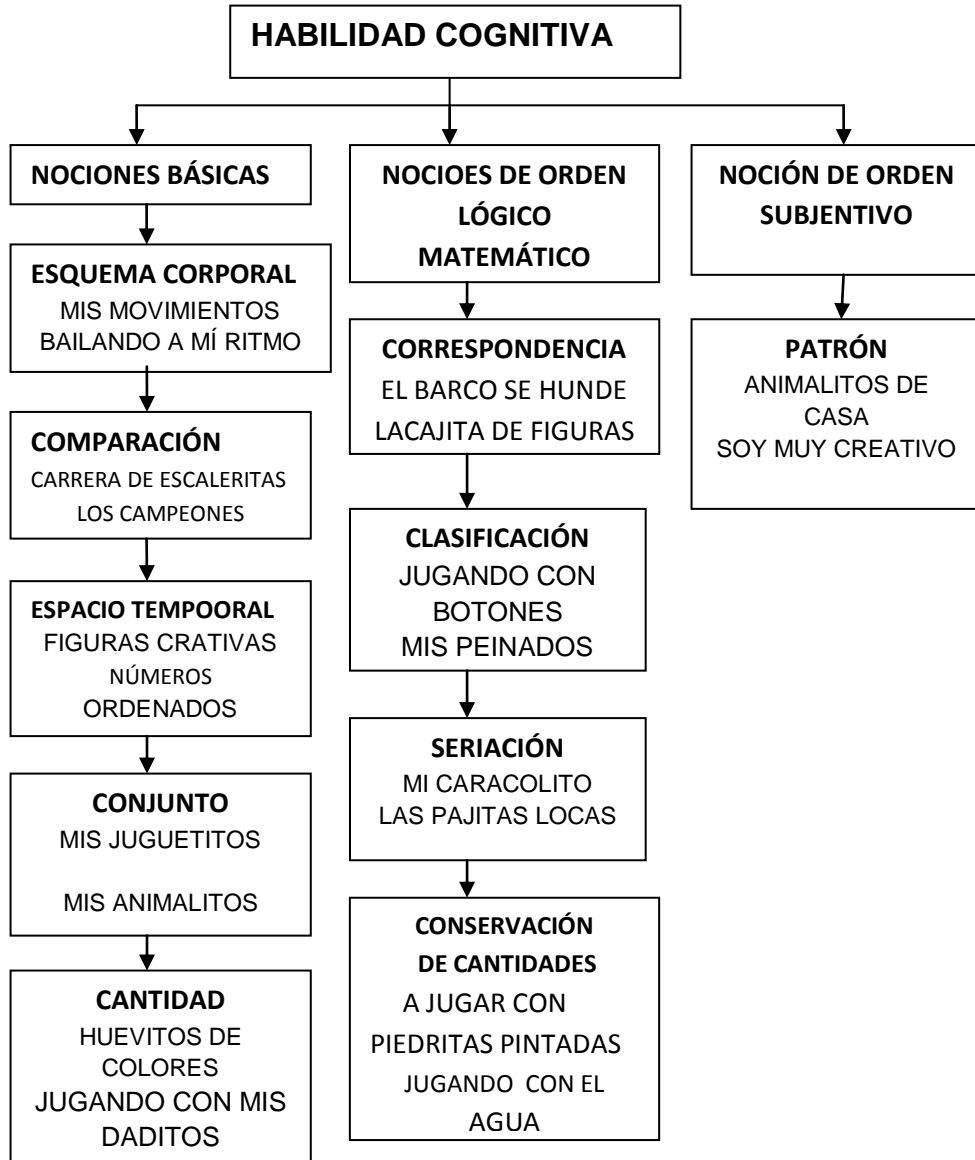 HABILIDAD COGNITIVA
NOCIONES BÁSICAS
ESQUEMA CORPORAL
MIS MOVIMIENTOS
BAILANDO A MÍ RITMO
COMPARACIÓN
CARRERA DE ESCALERITAS
LOS CAMPEONES
ESPACIO TEMPOORAL
FIGURAS CRATIVAS
NÚMEROS
ORDENADOS
CONJUNTO
MIS JUGUETITOS
MIS ANIMALITOS
CANTIDAD
HUEVITOS DE
COLORES
JUGANDO CON MIS
DADITOS
NOCIOES DE ORDEN
LÓGICO
MATEMÁTICO
CORRESPONDENCIA
EL BARCO SE HUNDE
LACAJITA DE FIGURAS
CLASIFICACIÓN
JUGANDO CON
BOTONES
MIS PEINADOS
SERIACIÓN
MI CARACOLITO
LAS PAJITAS LOCAS
CONSERVACIÓN
DE CANTIDADES
A JUGAR CON
PIEDRITAS PINTADAS
JUGANDO CON EL
AGUA
NOCIÓN DE ORDEN
SUBJENTIVO
PATRÓN
ANIMALITOS DE
CASA
SOY MUY CREATIVO